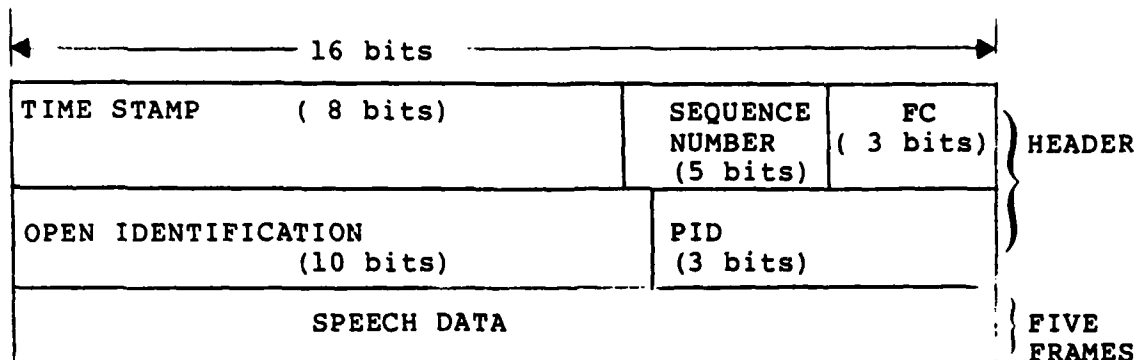 16 bits
TIME STAMP ( 8 bits)
SEQUENCE
NUMBER
(5 bits)
FC
( 3 bits)
HEADER
OPEN IDENTIFICATION
(10 bits)
PID
(3 bits)
SPEECH DATA
FIVE
FRAMES